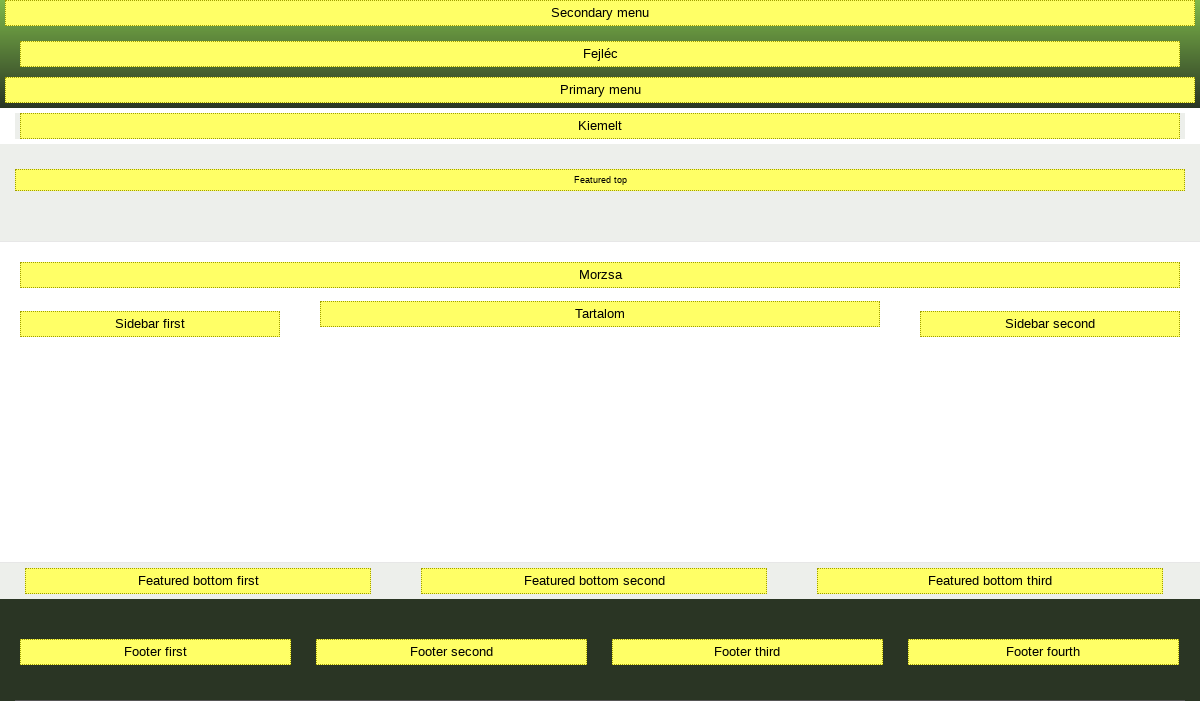 Secondary menu
Fejléc
Primary menu
Kiemelt
Featured top
Morzsa
Sidebar first
Tartalom
Sidebar second
Featured bottom first
Featured bottom second
Featured bottom third
Footer first
Footer second
Footer third
Footer fourth